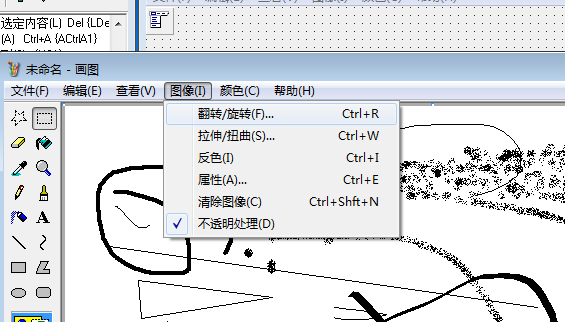 选定内容(L) Del {LDe
(A) Ctrl+A {ACtrlA1}
未命名 - 画图
文件(F) 编辑(E) 查看(V) 图像(I) 颜色(C) 帮助(H)
翻转/旋转(F)... Ctrl+R
拉伸/扭曲(S)... Ctrl+W
反色(I) Ctrl+I
属性(A)... Ctrl+E
清除图像(C) Ctrl+Shft+N
不透明处理(D)
A